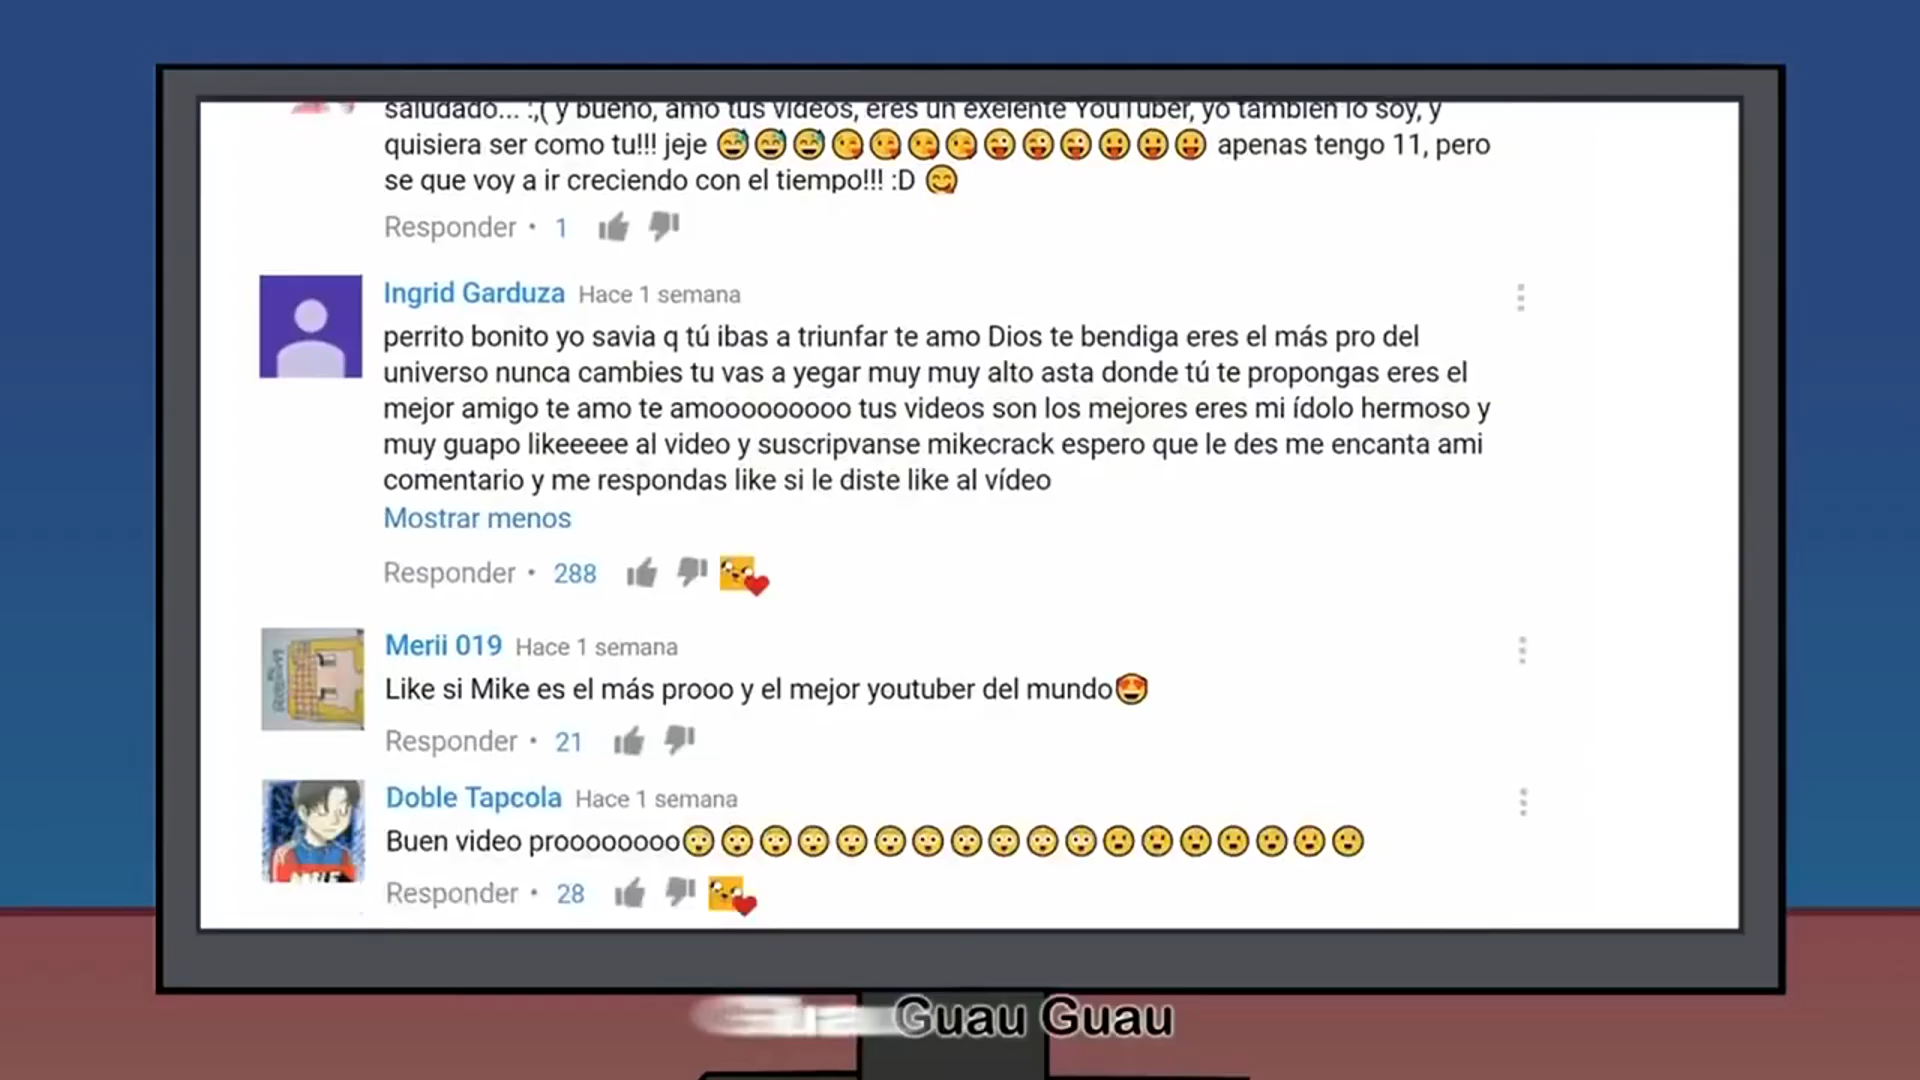 saludado... :,( y bueno, amo tus videos, eres un exelente YouTuber, yo tambien lo soy, y
quisiera ser como tu!!! jeje 😅😅😅😘😘😘😘😜😜😜😛😛😛 apenas tengo 11, pero
se que voy a ir creciendo con el tiempo!!! :D 😋
Responder • 1
Ingrid Garduza Hace 1 semana
perrito bonito yo savia q tú ibas a triunfar te amo Dios te bendiga eres el más pro del
universo nunca cambies tu vas a yegar muy muy alto asta donde tú te propongas eres el
mejor amigo te amo te amooooooooo tus videos son los mejores eres mi ídolo hermoso y
muy guapo likeeeee al video y suscripvanse mikecrack espero que le des me encanta ami
comentario y me respondas like si le diste like al vídeo
Mostrar menos
Responder • 288
Merii 019 Hace 1 semana
Like si Mike es el más prooo y el mejor youtuber del mundo😍
Responder • 21
Doble Tapcola Hace 1 semana
Buen video proooooooo😳😳😳😳😳😳😳😳😳😳😳😮😮😮😮😮😮😮
Responder • 28
Guau Guau